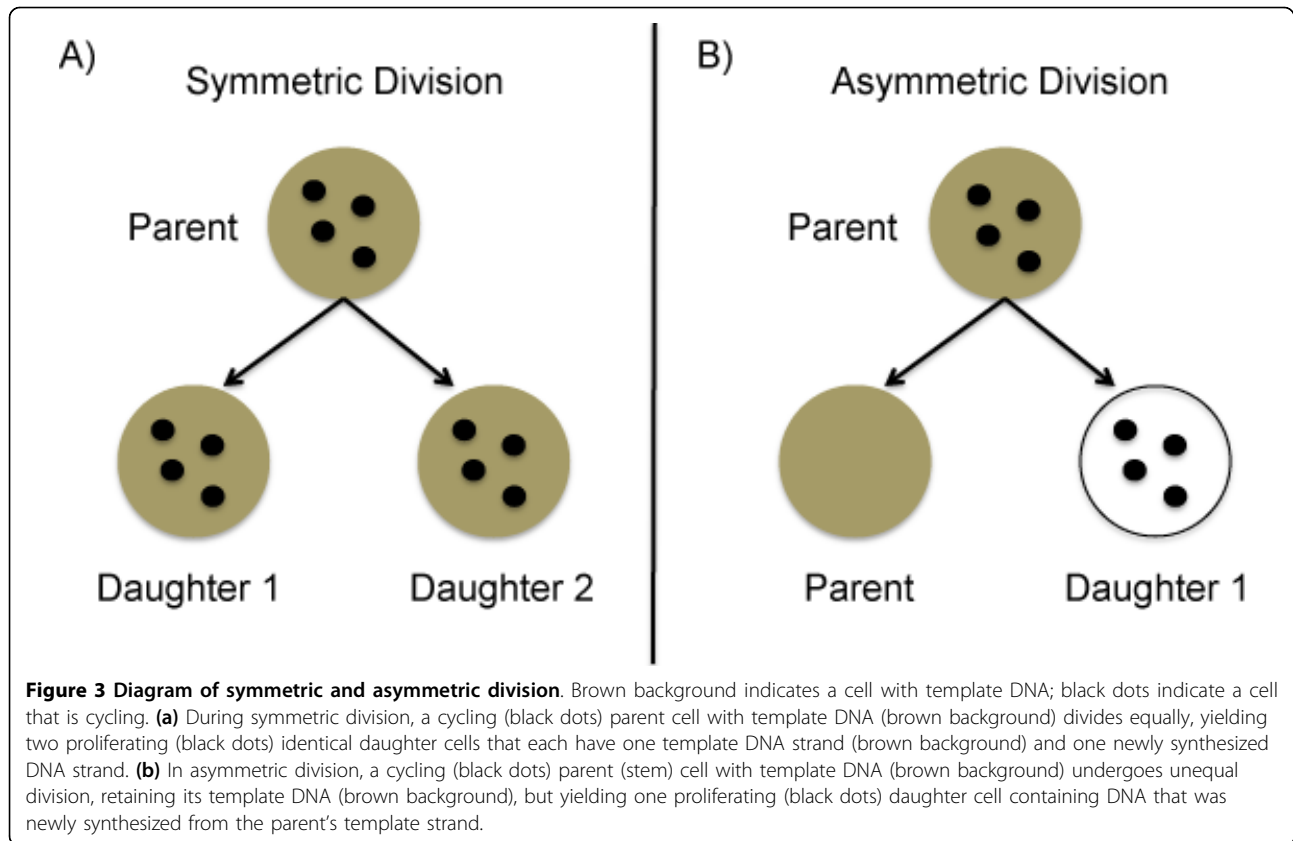 A)
Symmetric Division
Parent
Daughter 1
Daughter 2
B)
Asymmetric Division
Parent
Parent
Daughter 1
Figure 3 Diagram of symmetric and asymmetric division. Brown background indicates a cell with template DNA; black dots indicate a cell
that is cycling. (a) During symmetric division, a cycling (black dots) parent cell with template DNA (brown background) divides equally, yielding
two proliferating (black dots) identical daughter cells that each have one template DNA strand (brown background) and one newly synthesized
DNA strand. (b) In asymmetric division, a cycling (black dots) parent (stem) cell with template DNA (brown background) undergoes unequal
division, retaining its template DNA (brown background), but yielding one proliferating (black dots) daughter cell containing DNA that was
newly synthesized from the parent's template strand.